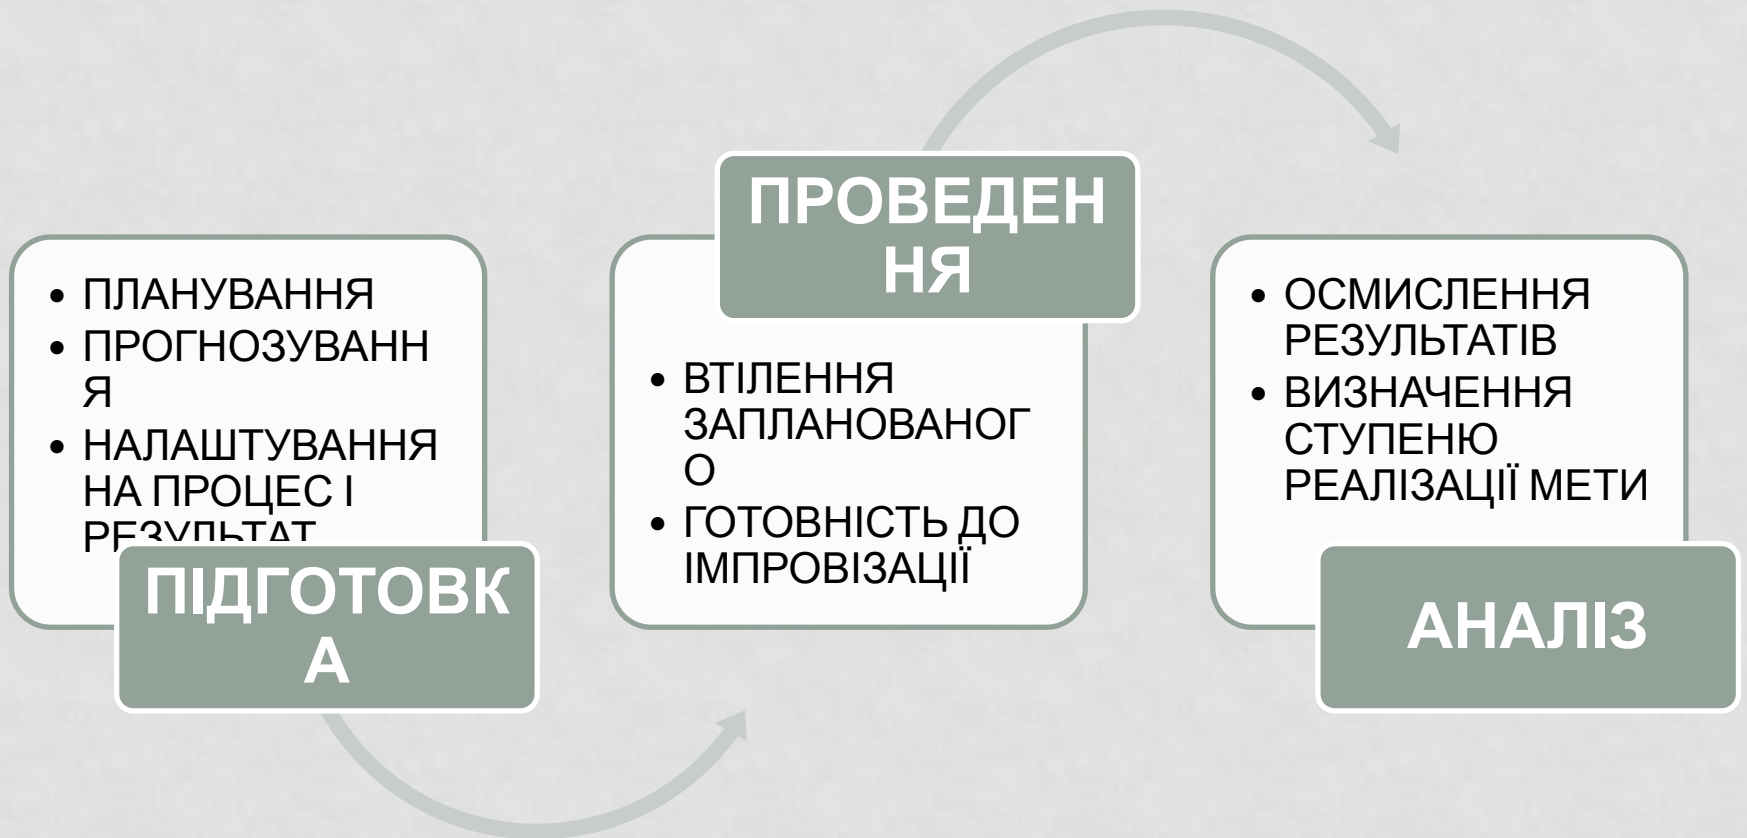 • ПЛАНУВАННЯ
• ПРОГНОЗУВАНН
Я
• НАЛАШТУВАННЯ
НА ПРОЦЕС І
РЕЗУЛЬТАТ
ПІДГОТОВК
А
ПРОВЕДЕН
НЯ
• ВТІЛЕННЯ
ЗАПЛАНОВАНОГ
О
• ГОТОВНІСТЬ ДО
ІМПРОВІЗАЦІЇ
• ОСМИСЛЕННЯ
РЕЗУЛЬТАТІВ
• ВИЗНАЧЕННЯ
СТУПЕНЮ
РЕАЛІЗАЦІЇ МЕТИ
АНАЛІЗ